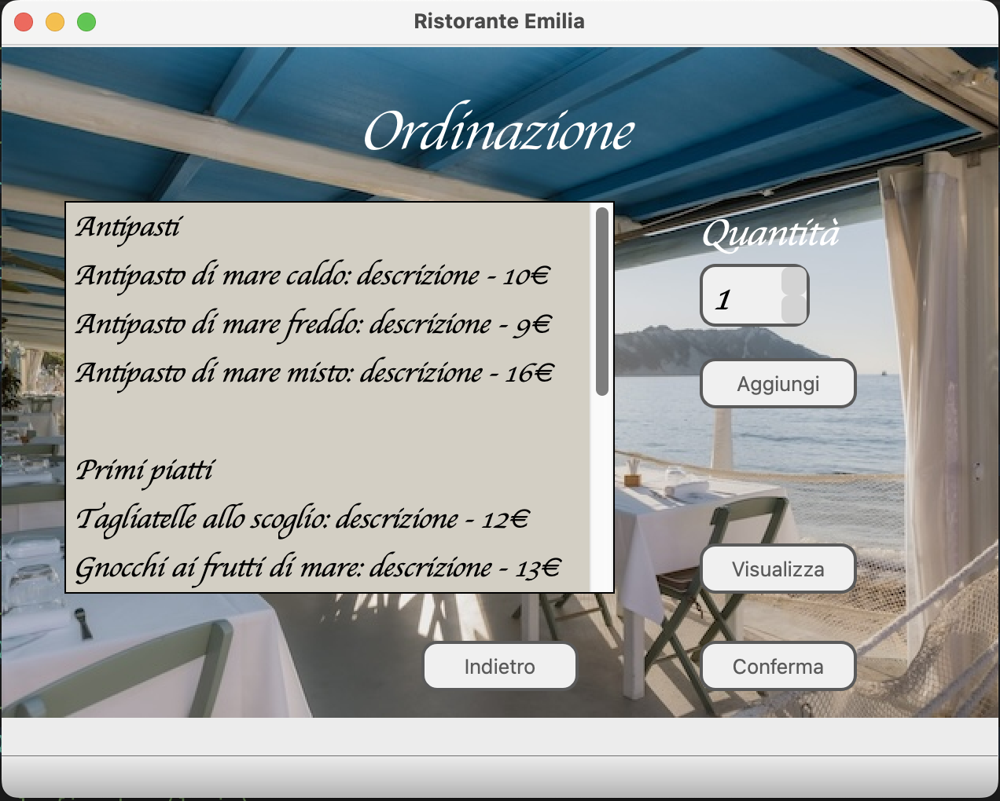 Ristorante Emilia
Ordinazione
Antipasti
Antipasto di mare caldo: descrizione - 10€
Antipasto di mare freddo: descrizione - 9€
Antipasto di mare misto: descrizione - 16€
Primi piatti
Tagliatelle allo scoglio: descrizione - 12€
Gnocchi ai frutti di mare: descrizione - 13€
Quantità
1
Aggiungi
Visualizza
Indietro
Conferma